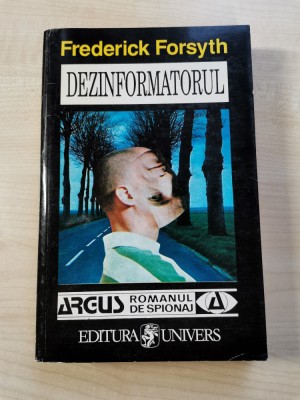 Frederick Forsyth
DEZINFORMATORUL
ARGUS ROMANUL
DE SPIONAJ
EDITURA UNIVERS